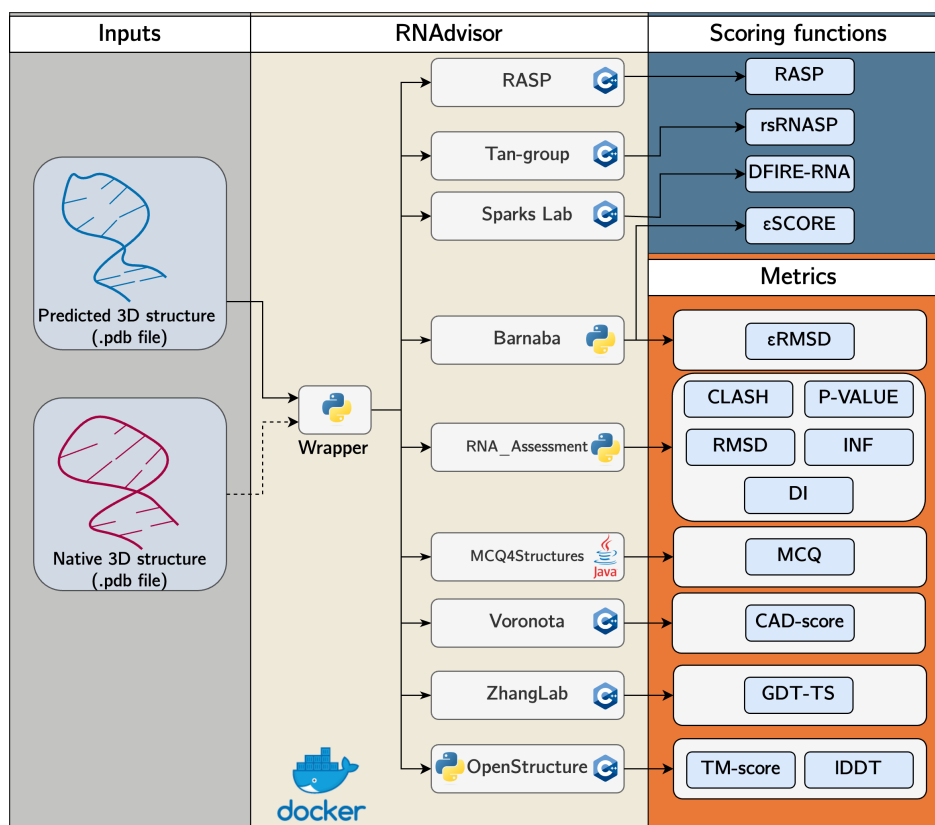 Inputs
RNAdvisor
Scoring functions
RASP
RASP
Tan-group
rsRNASP
Sparks Lab
DFIRE-RNA
εSCORE
Metrics
Predicted 3D structure
(.pdb file)
Barnaba
εRMSD
Wrapper
RNA_Assessment
CLASH
P-VALUE
RMSD
INF
DI
Native 3D structure
(.pdb file)
MCQ4Structures
Java
MCQ
Voronota
CAD-score
ZhangLab
GDT-TS
OpenStructure
TM-score
lDDT
docker